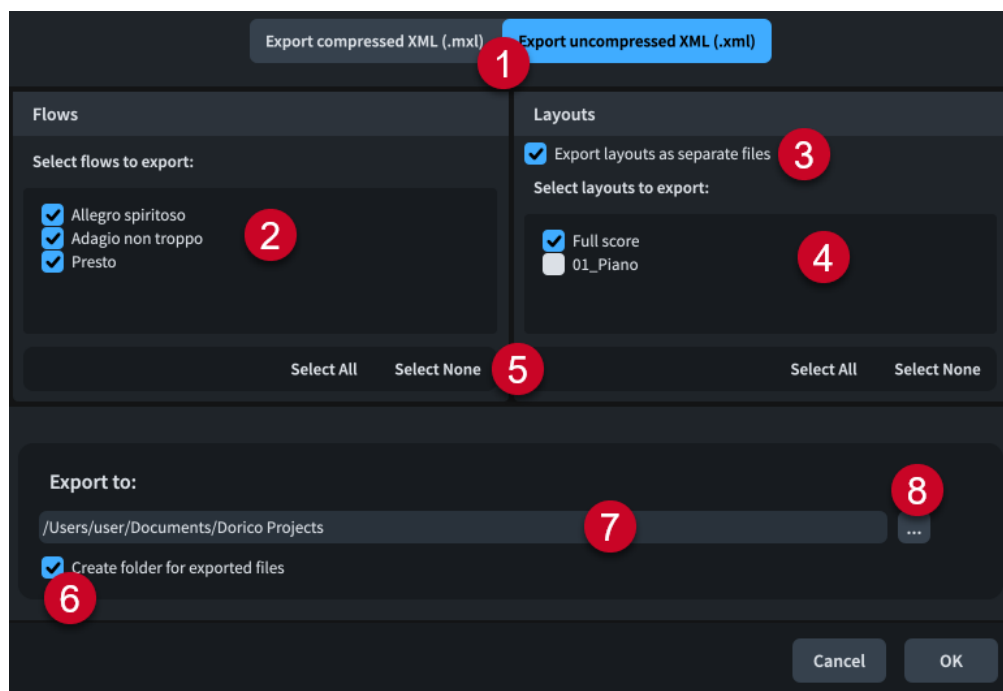 Export compressed XML (.mxl) Export uncompressed XML (.xml)
1
Flows
Select flows to export:
Allegro spiritoso
Adagio non troppo
Presto
2
Select All Select None
Layouts
Export layouts as separate files
3
Select layouts to export:
Full score
01_Piano
4
5
Select All Select None
Export to:
8
/Users/user/Documents/Dorico Projects
7
...
Create folder for exported files
6
Cancel OK